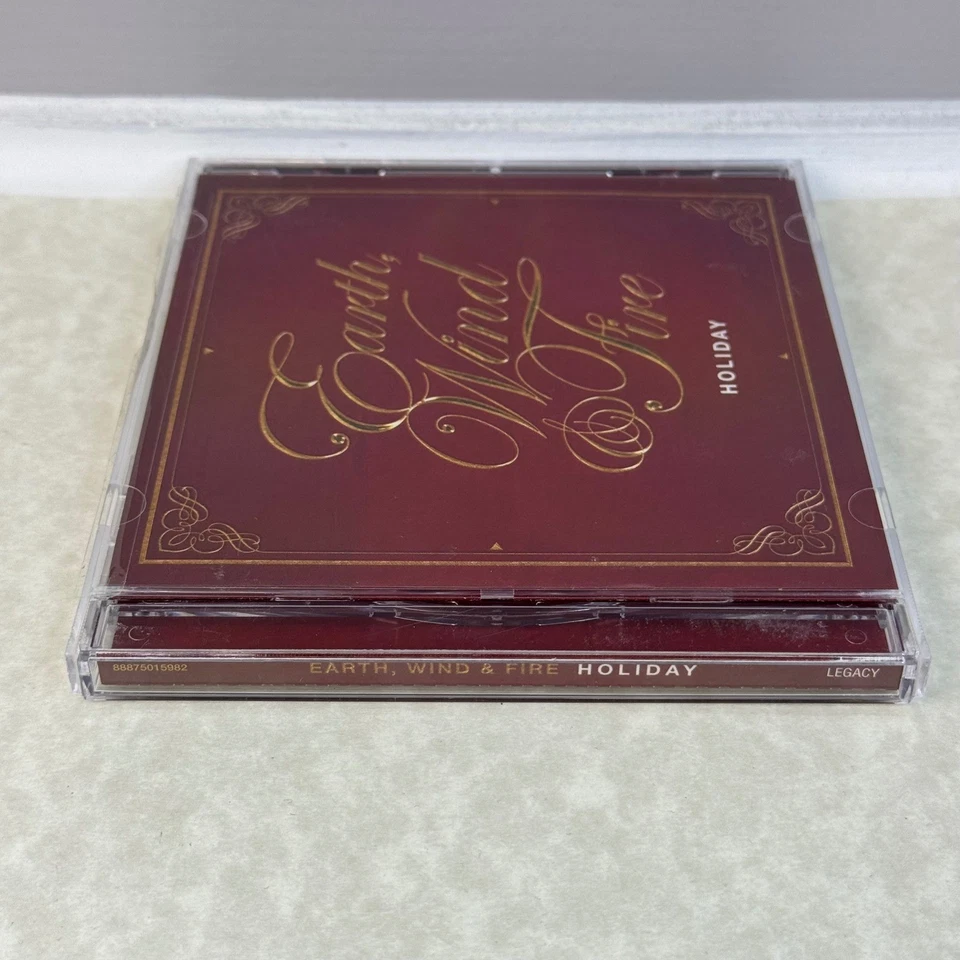 Earth,
Wind
& Fire
HOLIDAY
88875015982 EARTH, WIND & FIRE HOLIDAY LEGACY